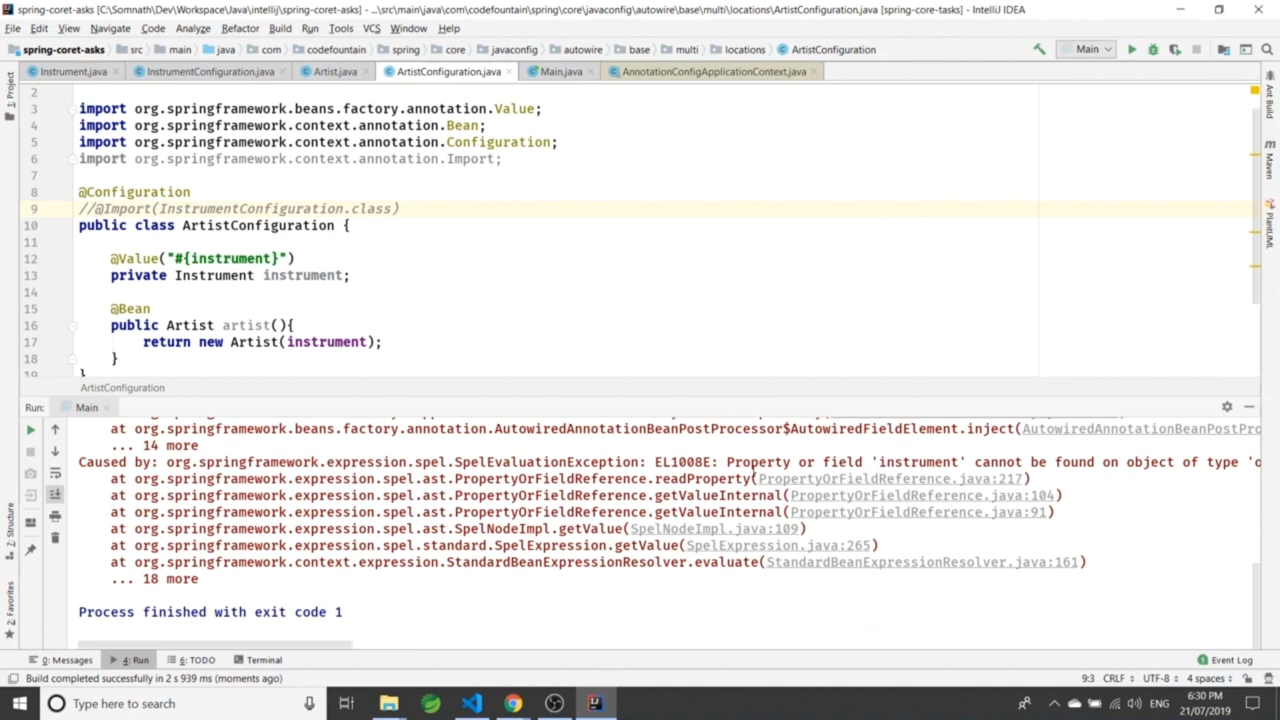 spring-coret-asks [C:\Somnath\Dev\Workspace\Java\intellij\spring-coret-asks] - ...\src\main\java\com\codefountain\spring\core\javaconfig\autowire\base\multi\locations\ArtistConfiguration.java [spring-core-tasks] - IntelliJ IDEA
File Edit View Navigate Code Analyze Refactor Build Run Tools VCS Window Help
spring-coret-asks src main java com codefountain spring core javaconfig autowire base multi locations ArtistConfiguration Main
Instrument.java InstrumentConfiguration.java Artist.java ArtistConfiguration.java Main.java AnnotationConfigApplicationContext.java
1: Project
Ant Build
Maven
PlantUML
2
3 import org.springframework.beans.factory.annotation.Value;
4 import org.springframework.context.annotation.Bean;
5 import org.springframework.context.annotation.Configuration;
6 import org.springframework.context.annotation.Import;
7
8 @Configuration
9 //@Import(InstrumentConfiguration.class)
10 public class ArtistConfiguration {
11
12 @Value("#{instrument}")
13 private Instrument instrument;
14
15 @Bean
16 public Artist artist(){
17 return new Artist(instrument);
18 }
19 }
ArtistConfiguration
Run: Main
at org.springframework.beans.factory.annotation.AutowiredAnnotationBeanPostProcessor$AutowiredFieldElement.inject(AutowiredAnnotationBeanPostPro
... 14 more
Caused by: org.springframework.expression.spel.SpelEvaluationException: EL1008E: Property or field 'instrument' cannot be found on object of type 'o
at org.springframework.expression.spel.ast.PropertyOrFieldReference.readProperty(PropertyOrFieldReference.java:217)
at org.springframework.expression.spel.ast.PropertyOrFieldReference.getValueInternal(PropertyOrFieldReference.java:104)
at org.springframework.expression.spel.ast.PropertyOrFieldReference.getValueInternal(PropertyOrFieldReference.java:91)
at org.springframework.expression.spel.ast.SpelNodeImpl.getValue(SpelNodeImpl.java:109)
at org.springframework.expression.spel.standard.SpelExpression.getValue(SpelExpression.java:265)
at org.springframework.context.expression.StandardBeanExpressionResolver.evaluate(StandardBeanExpressionResolver.java:161)
... 18 more
Process finished with exit code 1
Z: Structure
2: Favorites
0: Messages 4: Run 6: TODO Terminal Event Log
Build completed successfully in 2 s 939 ms (moments ago) 9:3 CRLF UTF-8 4 spaces
Type here to search ENG
6:30 PM
21/07/2019